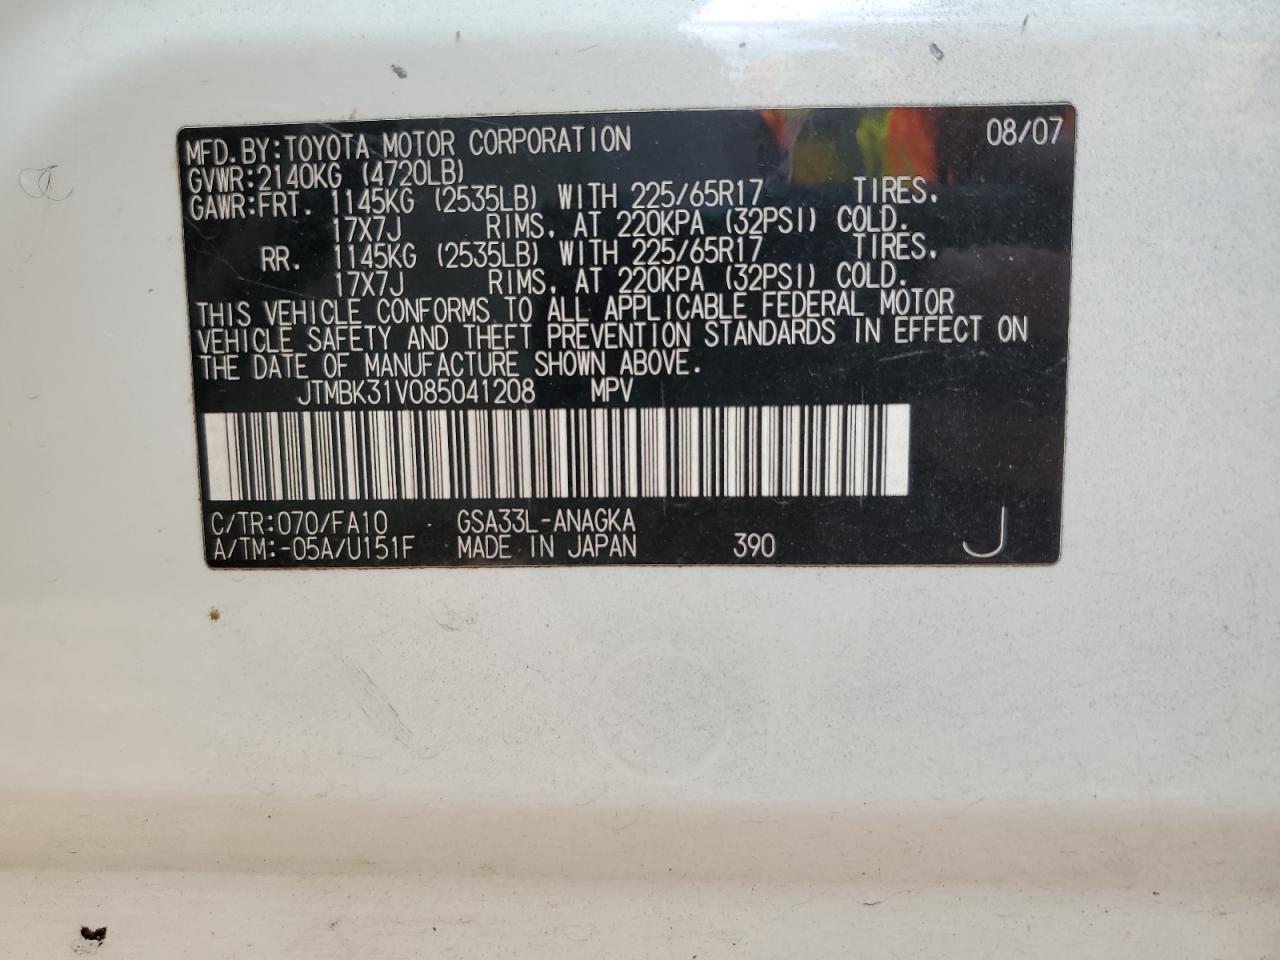 MFD.BY:TOYOTA MOTOR CORPORATION 08/07
GVWR:2140KG (4720LB)
GAWR:FRT. 1145KG (2535LB) WITH 225/65R17 TIRES,
17X7J RIMS, AT 220KPA (32PSI) COLD.
RR. 1145KG (2535LB) WITH 225/65R17 TIRES,
17X7J RIMS, AT 220KPA (32PSI) COLD.
THIS VEHICLE CONFORMS TO ALL APPLICABLE FEDERAL MOTOR
VEHICLE SAFETY AND THEFT PREVENTION STANDARDS IN EFFECT ON
THE DATE OF MANUFACTURE SHOWN ABOVE.
JTMBK31V085041208 MPV
C/TR:070/FA10 GSA33L-ANAGKA
A/TM:-05A/U151F MADE IN JAPAN 390 J